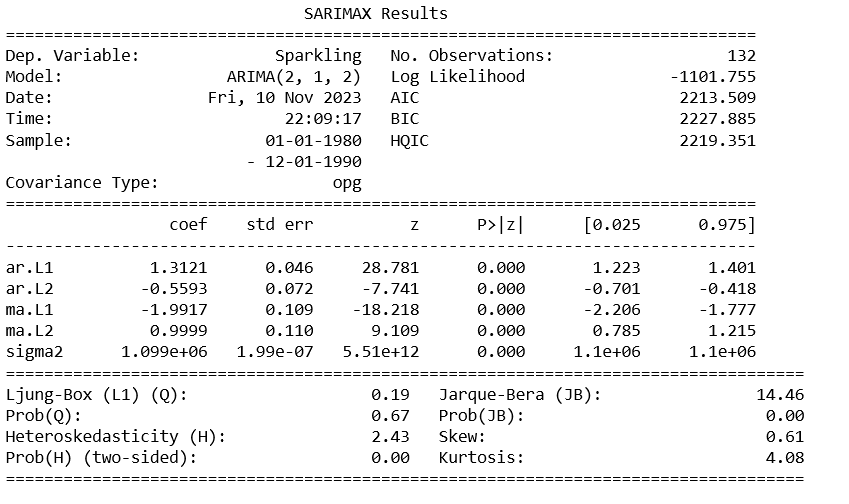 SARIMAX Results
==============================================================================
Dep. Variable:              Sparkling   No. Observations:                  132
Model:                 ARIMA(2, 1, 2)   Log Likelihood               -1101.755
Date:                Fri, 10 Nov 2023   AIC                           2213.509
Time:                        22:09:17   BIC                           2227.885
Sample:                    01-01-1980   HQIC                          2219.351
                         - 12-01-1990
Covariance Type:                  opg
==============================================================================
                 coef    std err          z      P>|z|      [0.025      0.975]
------------------------------------------------------------------------------
ar.L1          1.3121      0.046     28.781      0.000       1.223       1.401
ar.L2         -0.5593      0.072     -7.741      0.000      -0.701      -0.418
ma.L1         -1.9917      0.109    -18.218      0.000      -2.206      -1.777
ma.L2          0.9999      0.110      9.109      0.000       0.785       1.215
sigma2      1.099e+06   1.99e-07   5.51e+12      0.000     1.1e+06     1.1e+06
===================================================================================
Ljung-Box (L1) (Q):                   0.19   Jarque-Bera (JB):                14.46
Prob(Q):                              0.67   Prob(JB):                         0.00
Heteroskedasticity (H):               2.43   Skew:                             0.61
Prob(H) (two-sided):                  0.00   Kurtosis:                         4.08
===================================================================================